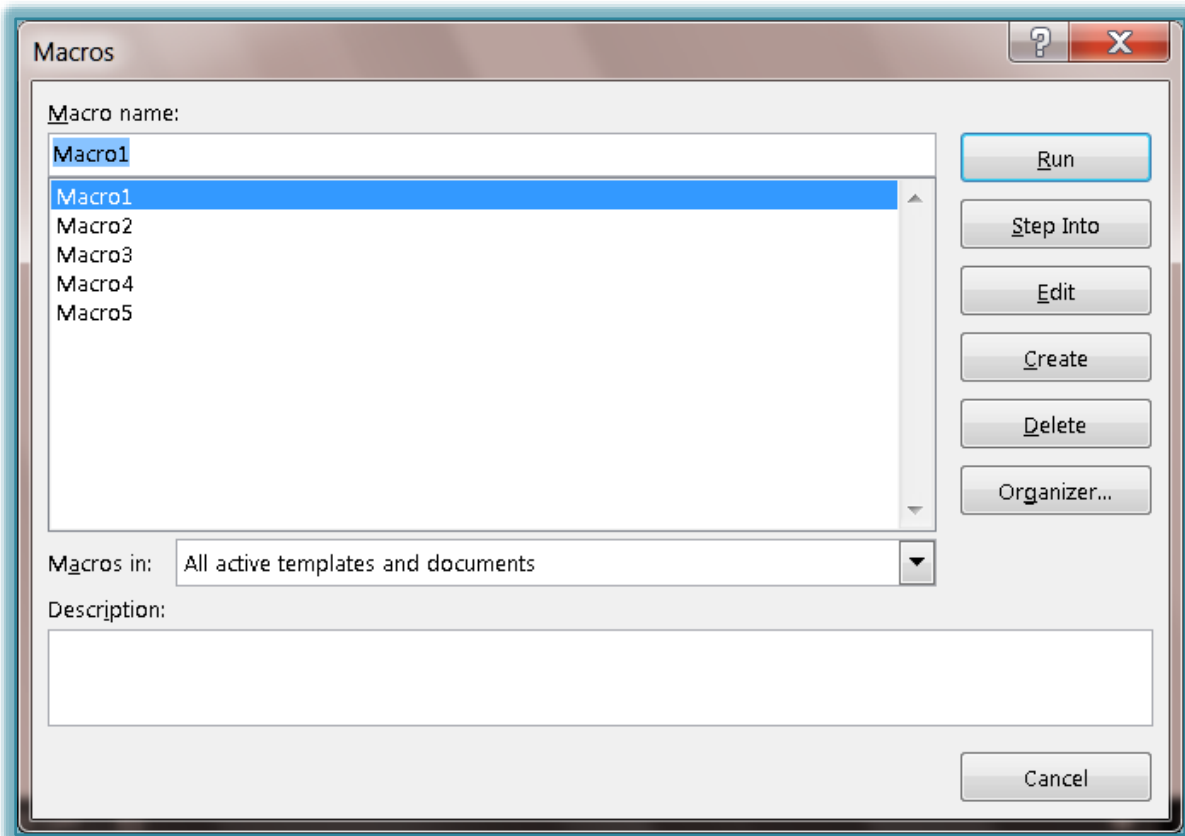 Macros
Macro name:
Macro1
Macro1
Macro2
Macro3
Macro4
Macro5
Macros in: All active templates and documents
Description:
Run
Step Into
Edit
Create
Delete
Organizer...
Cancel